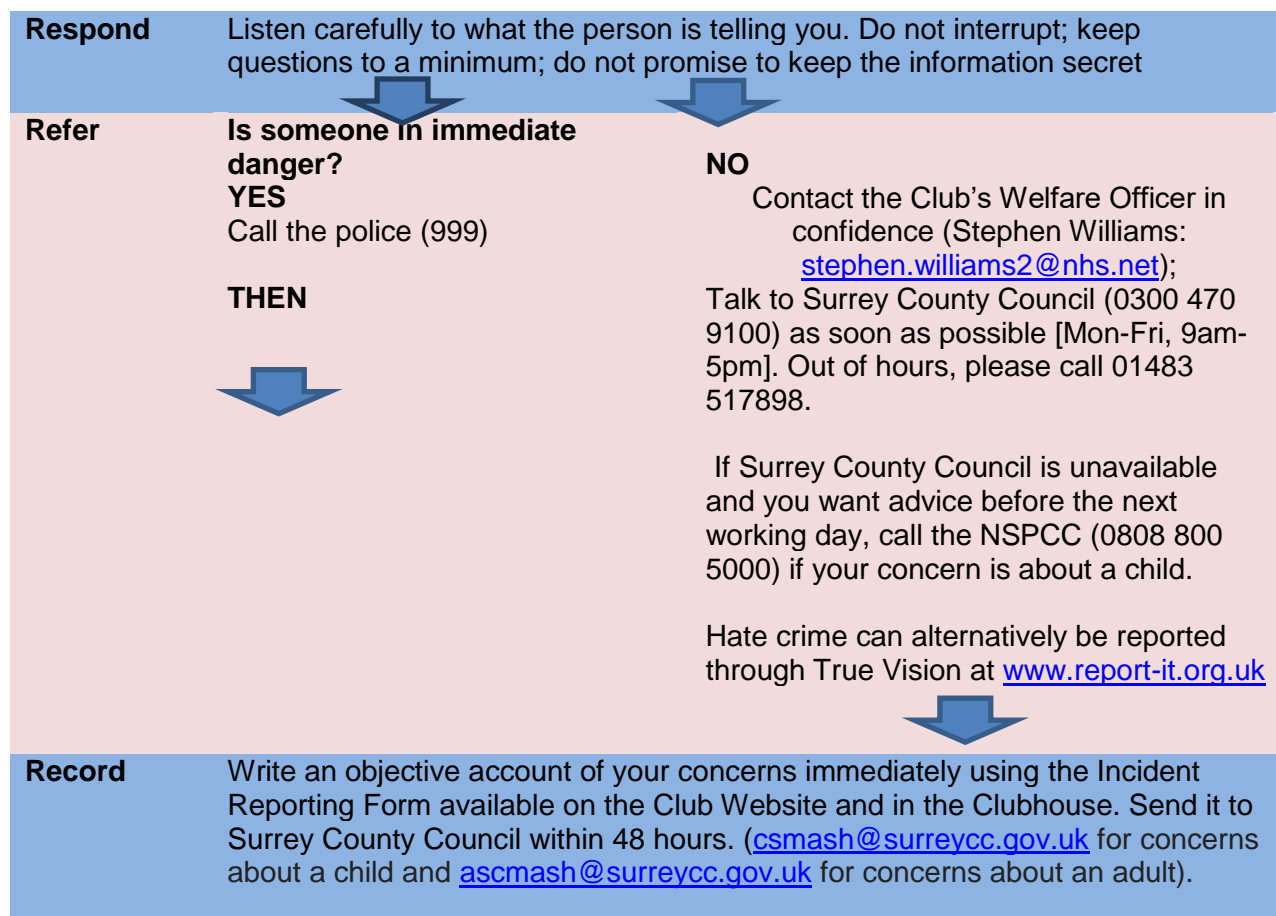 Respond
Listen carefully to what the person is telling you. Do not interrupt; keep
questions to a minimum; do not promise to keep the information secret
Refer
Is someone in immediate
danger?
YES
Call the police (999)
THEN
NO
Contact the Club’s Welfare Officer in
confidence (Stephen Williams:
stephen.williams2@nhs.net);
Talk to Surrey County Council (0300 470
9100) as soon as possible [Mon-Fri, 9am-
5pm]. Out of hours, please call 01483
517898.
If Surrey County Council is unavailable
and you want advice before the next
working day, call the NSPCC (0808 800
5000) if your concern is about a child.
Hate crime can alternatively be reported
through True Vision at www.report-it.org.uk
Record
Write an objective account of your concerns immediately using the Incident
Reporting Form available on the Club Website and in the Clubhouse. Send it to
Surrey County Council within 48 hours. (csmash@surreycc.gov.uk for concerns
about a child and ascmash@surreycc.gov.uk for concerns about an adult).